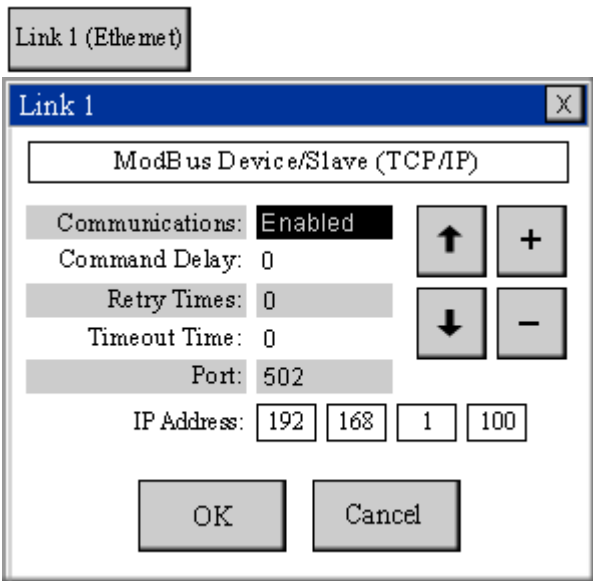 Link 1 (Ethernet)
Link 1 X
ModBus Device/Slave (TCP/IP)
Communications: Enabled
Command Delay: 0
Retry Times: 0
Timeout Time: 0
Port: 502
IP Address: 192 168 1 100
+
-
OK Cancel